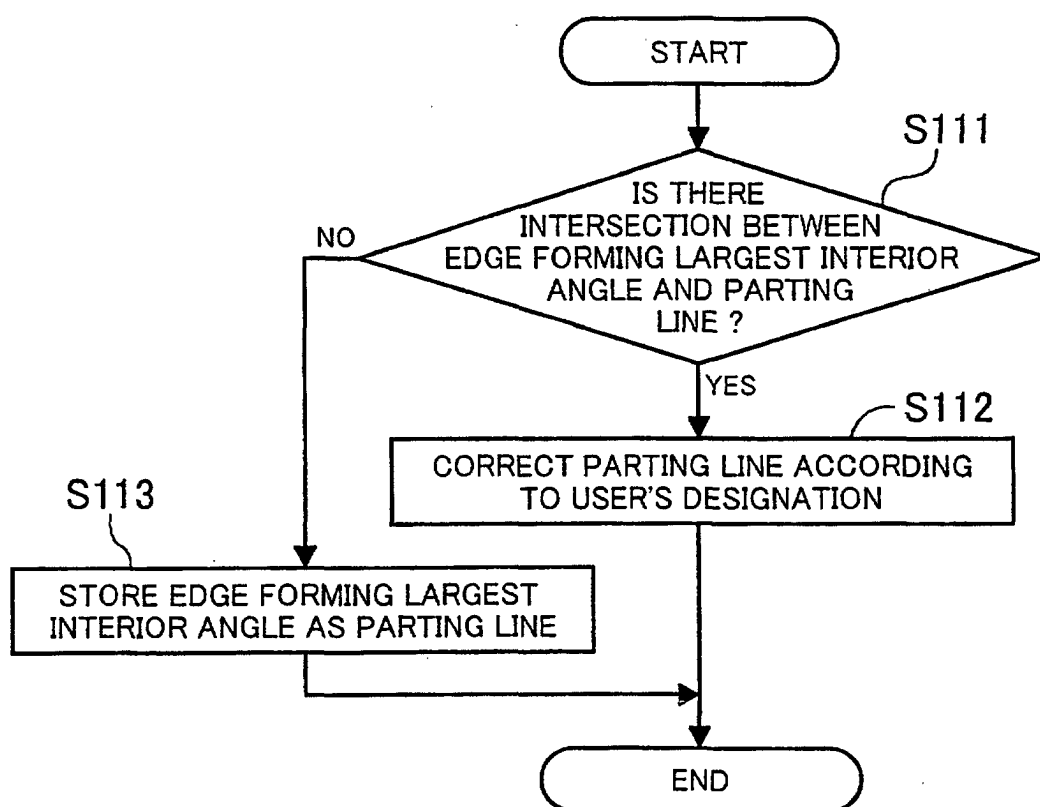 START
S111
IS THERE
INTERSECTION BETWEEN
EDGE FORMING LARGEST INTERIOR
ANGLE AND PARTING
LINE ?
NO
YES
S112
CORRECT PARTING LINE ACCORDING
TO USER'S DESIGNATION
S113
STORE EDGE FORMING LARGEST
INTERIOR ANGLE AS PARTING LINE
END